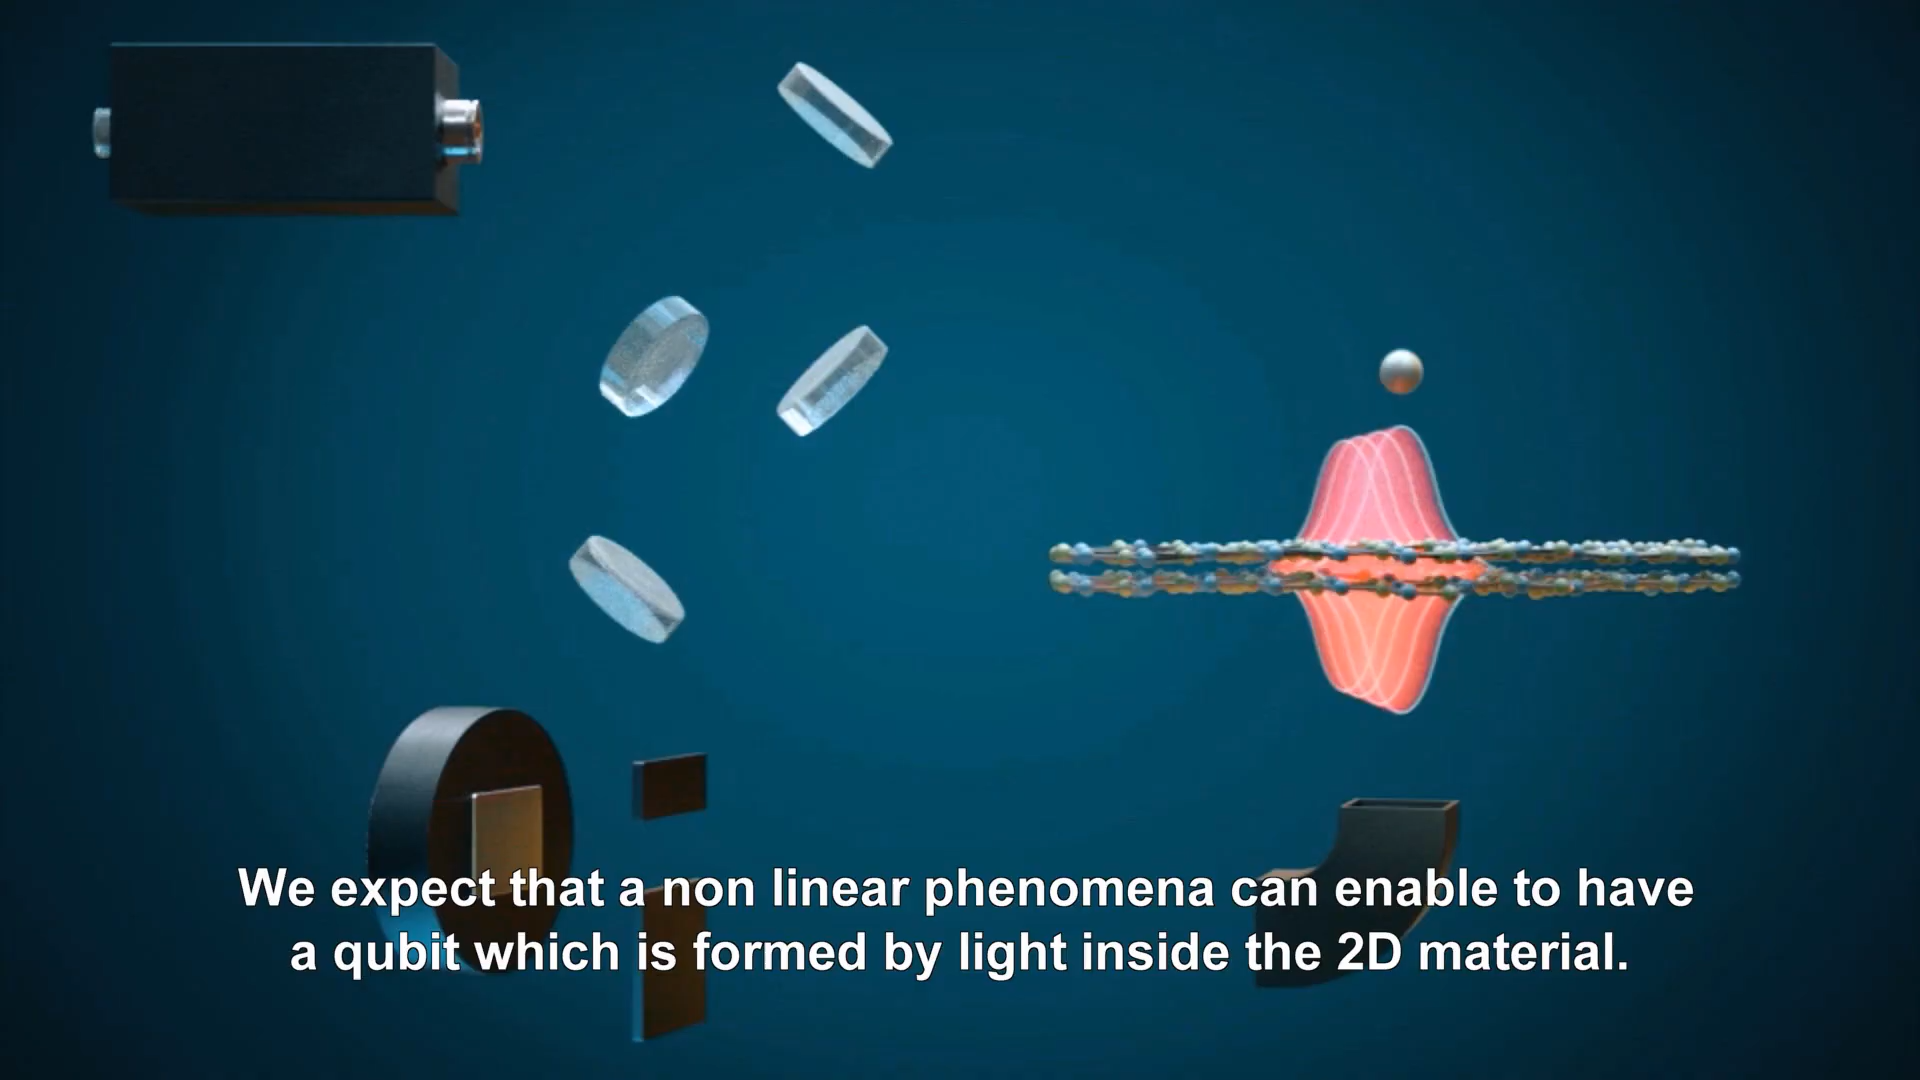 We expect that a non linear phenomena can enable to have
a qubit which is formed by light inside the 2D material.